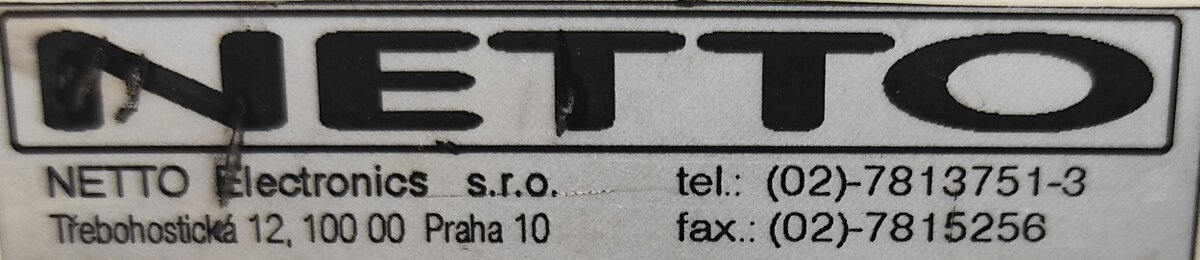 NETTO
NETTO Electronics s.r.o. tel.: (02)-7813751-3
Třebohostická 12, 100 00 Praha 10 fax.: (02)-7815256